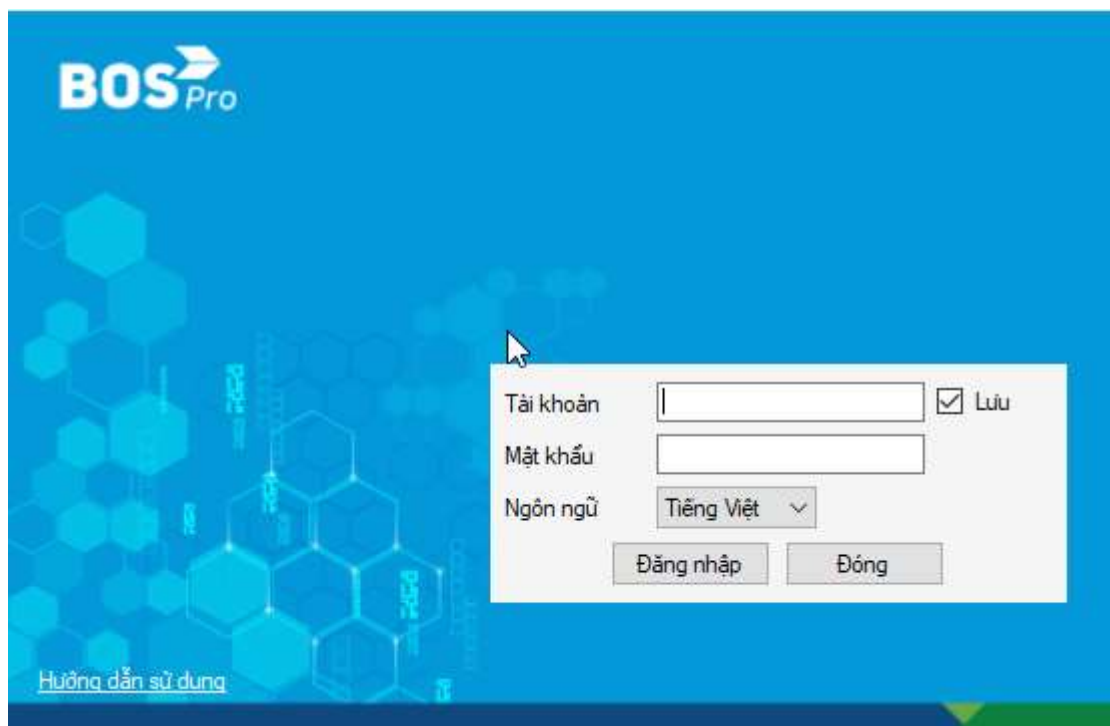 BOS Pro
Tài khoản
Lưu
Mật khẩu
Ngôn ngữ Tiếng Việt
Đăng nhập Đóng
Hướng dẫn sử dụng